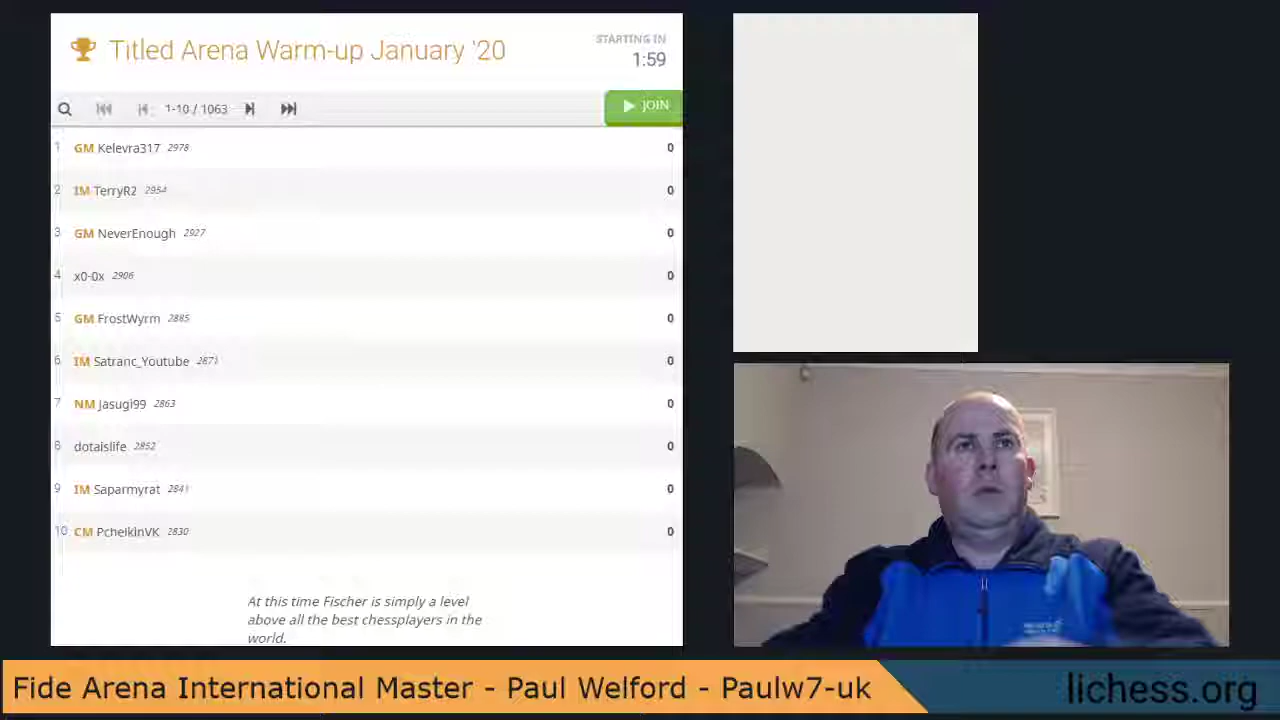 Titled Arena Warm-up January '20
STARTING IN
1:59
1-10 / 1063
JOIN
1 GM Kelevra317 2978 0
2 IM TerryR2 2954 0
3 GM NeverEnough 2927 0
4 x0-0x 2906 0
5 GM FrostWyrm 2885 0
6 IM Satranc_Youtube 2871 0
7 NM Jasugi99 2863 0
8 dotaislife 2852 0
9 IM Saparmyrat 2841 0
10 CM PchelkinVK 2830 0
At this time Fischer is simply a level
above all the best chessplayers in the
world.
Fide Arena International Master - Paul Welford - Paulw7-uk
lichess.org